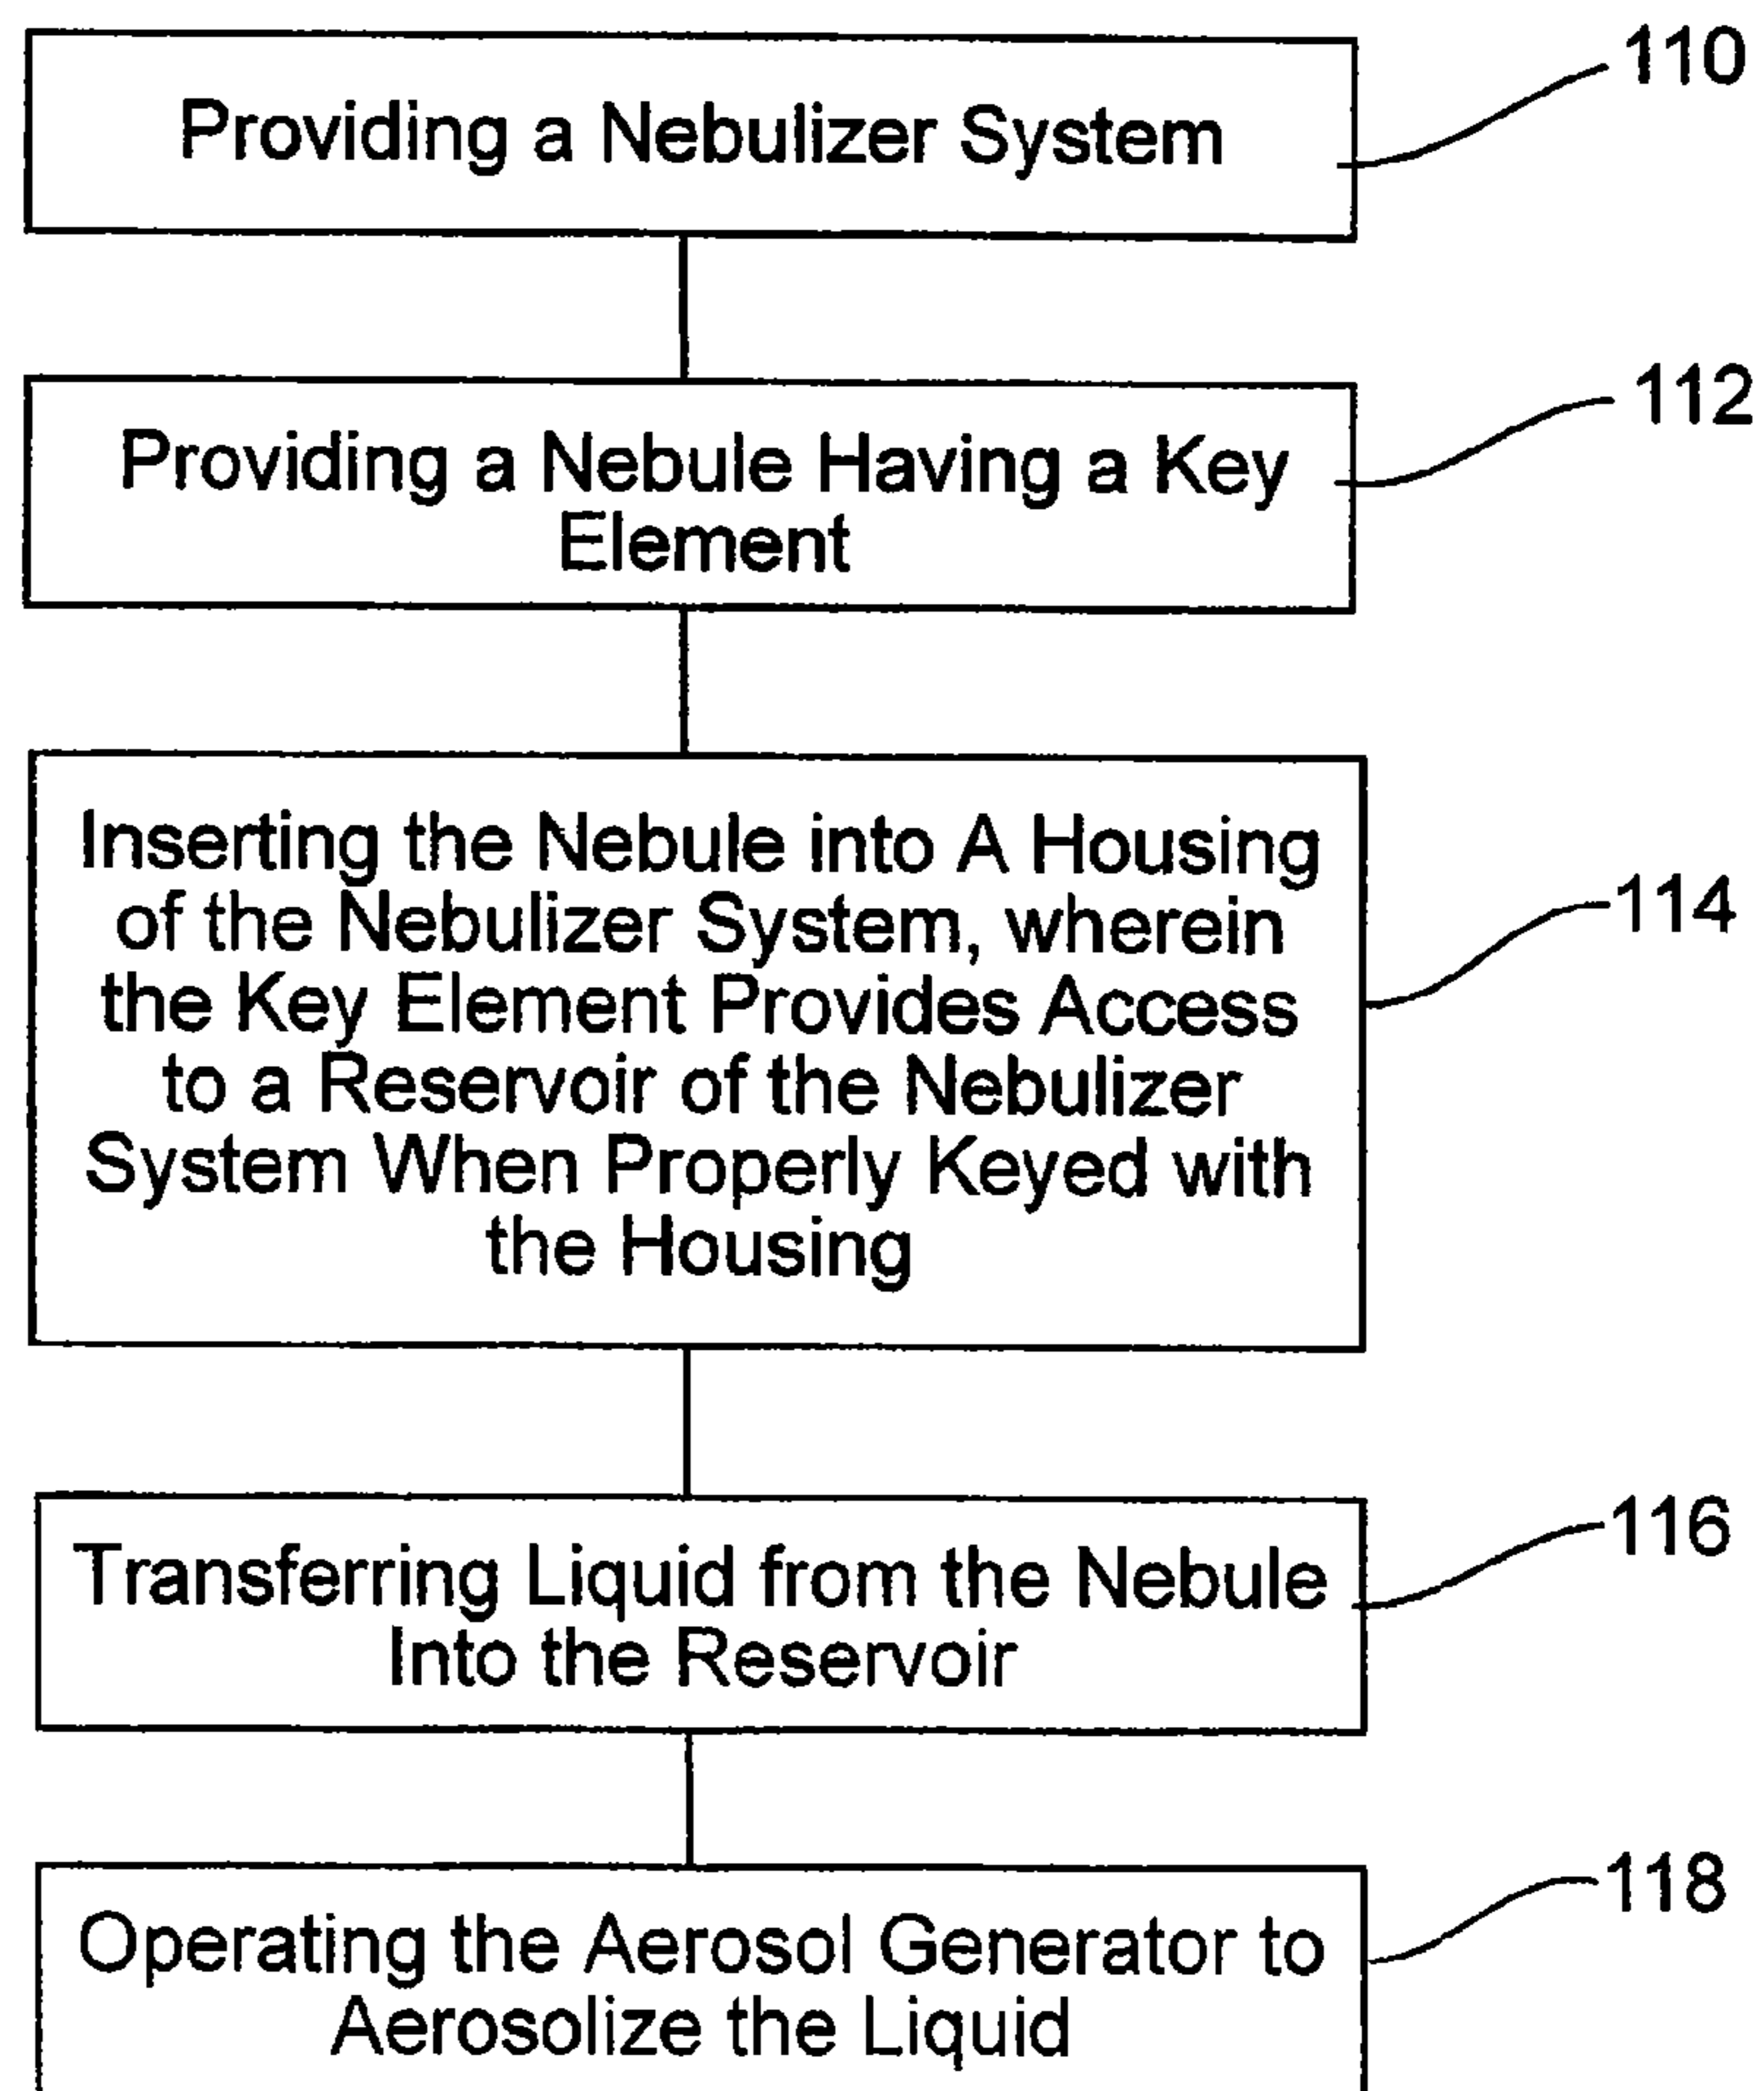 110
Providing a Nebulizer System
112
Providing a Nebule Having a Key
Element
Inserting the Nebule into A Housing
of the Nebulizer System, wherein
114
the Key Element Provides Access
to a Reservoir of the Nebulizer
System When Properly Keyed with
the Housing
116
Transferring Liquid from the Nebule
Into the Reservoir
118
Operating the Aerosol Generator to
Aerosolize the Liquid